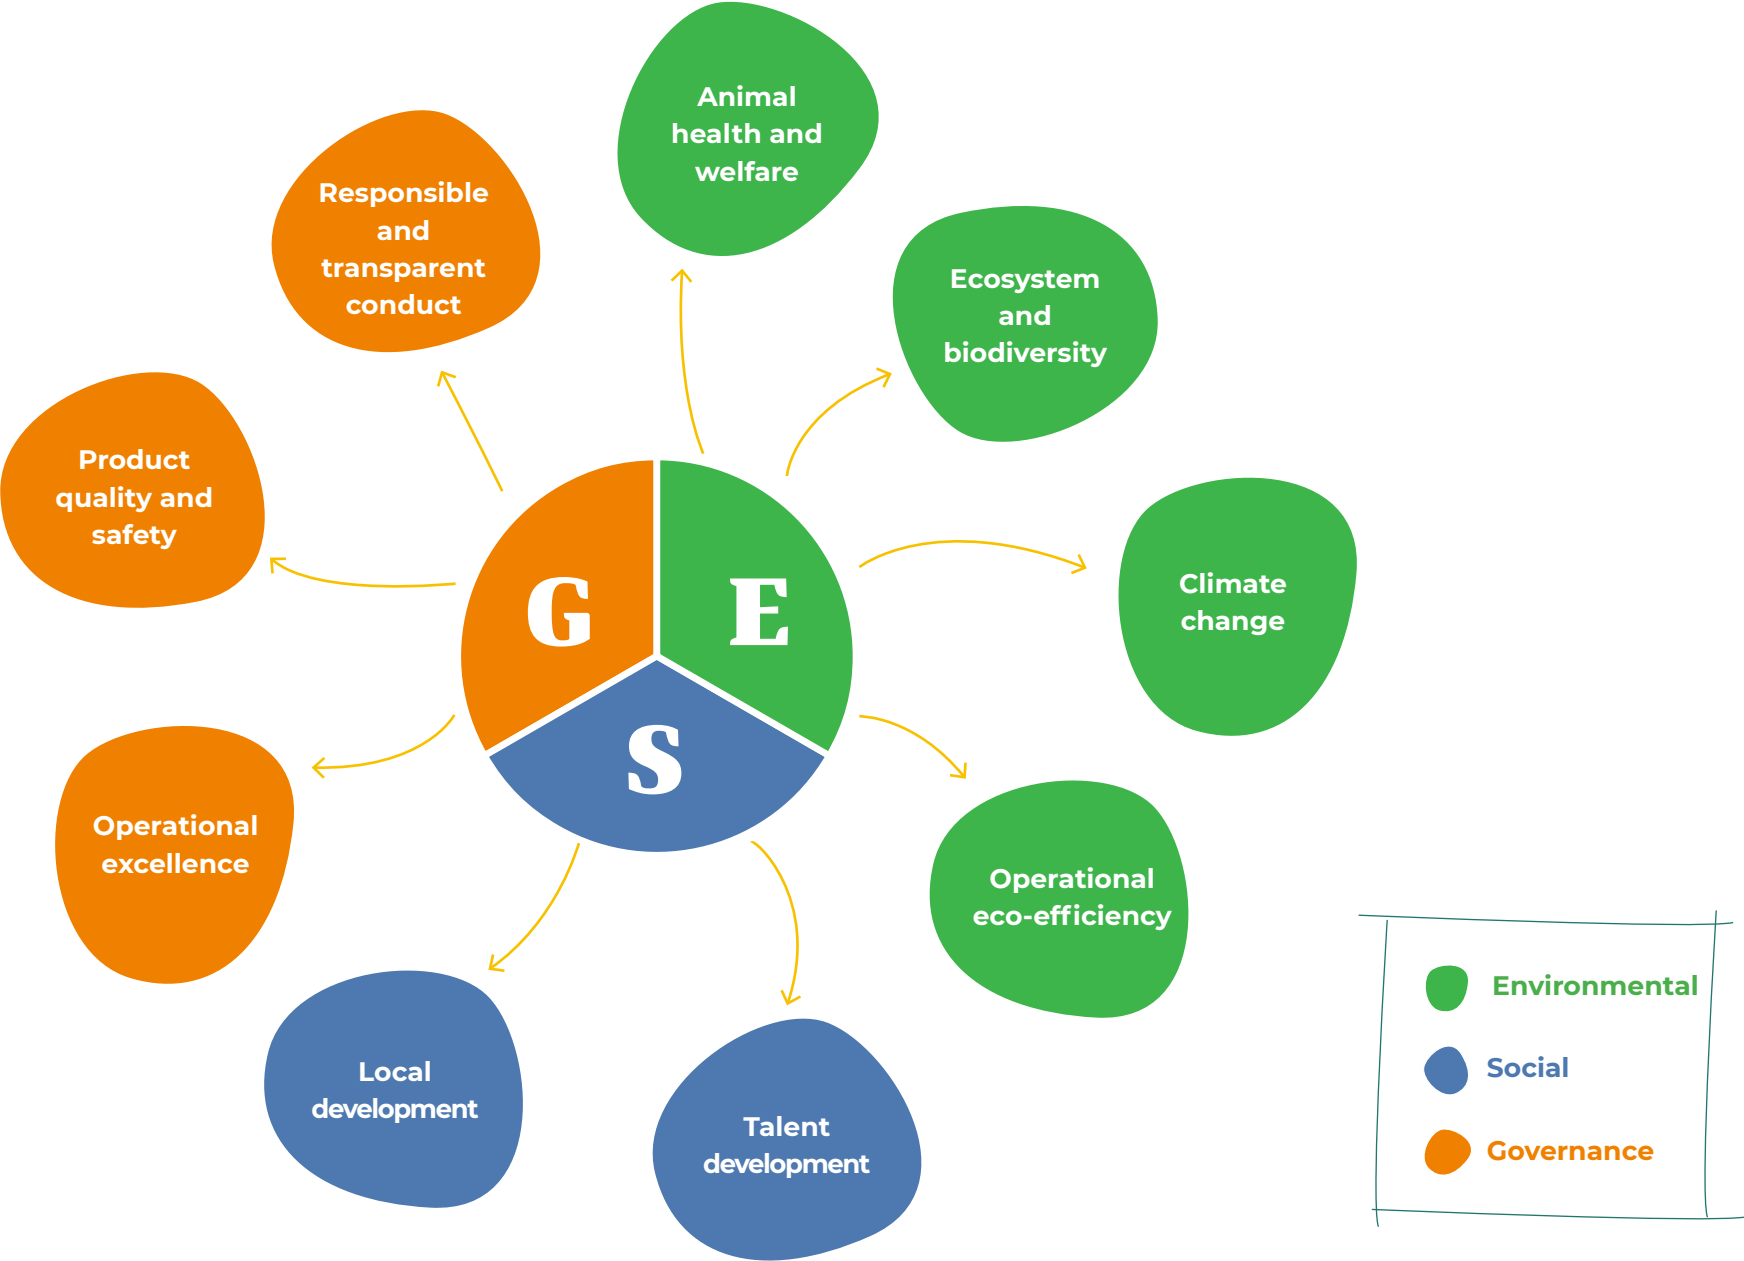 Animal
health and
welfare
Responsible
and
transparent
conduct
Ecosystem
and
biodiversity
Product
quality and
safety
Climate
change
G
E
S
Operational
excellence
Operational
eco-efficiency
Local
development
Talent
development
Environmental
Social
Governance